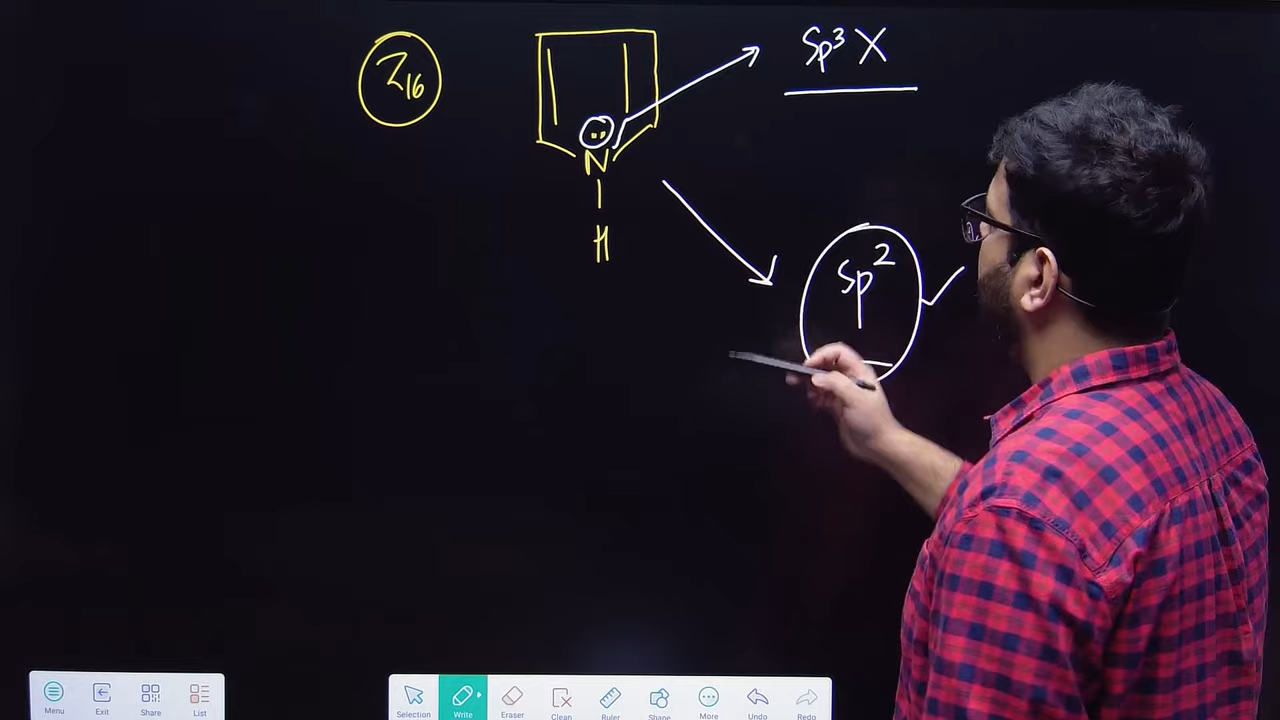 Z16
Sp³ X
N
H
Sp²
Menu
Exit
Share
List
Selection
Write
Eraser
Clean
Ruler
Shape
More
Undo
Redo